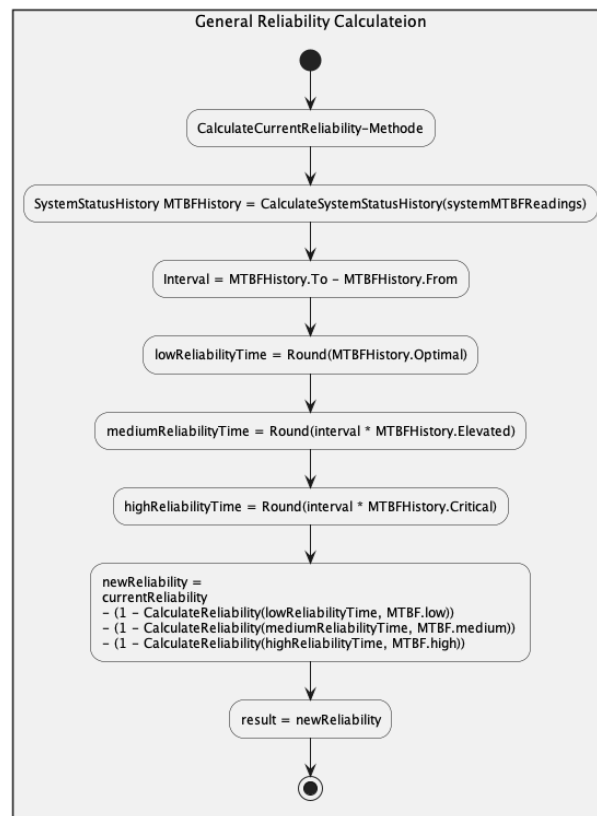 General Reliability Calculateion
CalculateCurrentReliability-Methode
SystemStatusHistory MTBFHistory = CalculateSystemStatusHistory(systemMTBFReadings)
Interval = MTBFHistory.To - MTBFHistory.From
lowReliabilityTime = Round(MTBFHistory.Optimal)
mediumReliabilityTime = Round(interval * MTBFHistory.Elevated)
highReliabilityTime = Round(interval * MTBFHistory.Critical)
newReliability =
currentReliability
- (1 - CalculateReliability(lowReliabilityTime, MTBF.low))
- (1 - CalculateReliability(mediumReliabilityTime, MTBF.medium))
- (1 - CalculateReliability(highReliabilityTime, MTBF.high))
result = newReliability